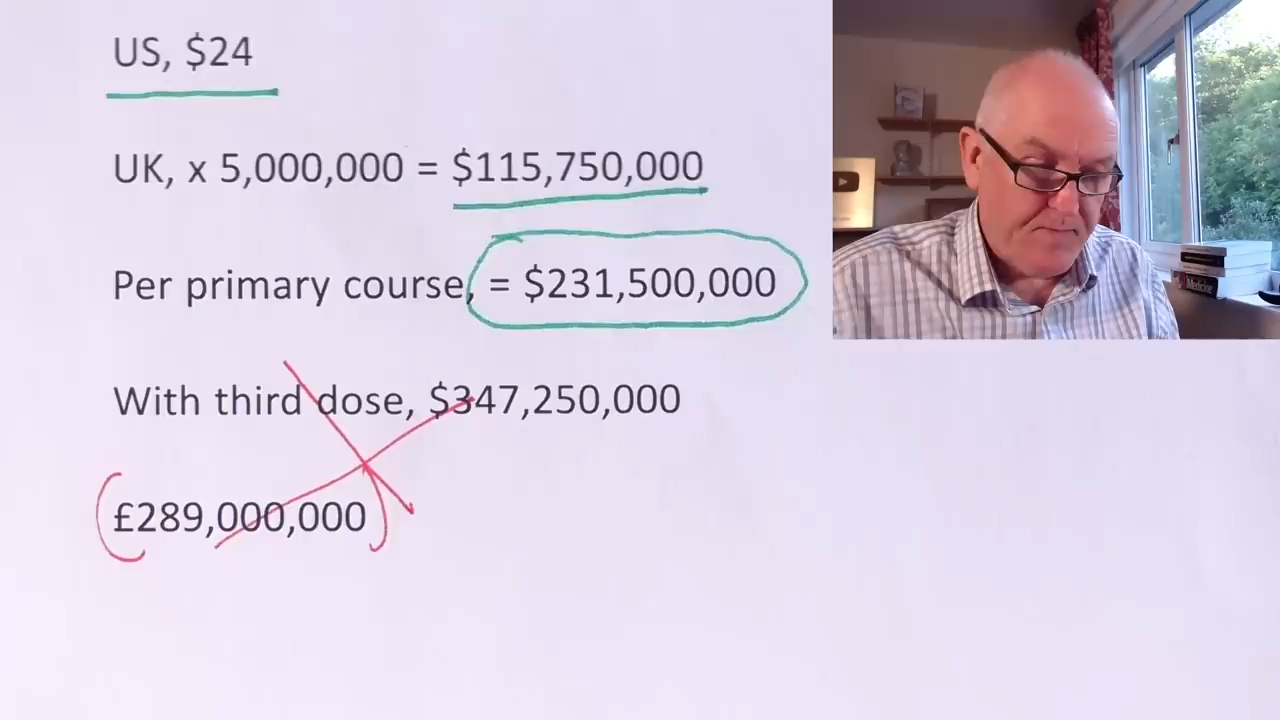 US, $24
UK, x 5,000,000 = $115,750,000
Per primary course, = $231,500,000
With third dose, $347,250,000
£289,000,000
Medicine